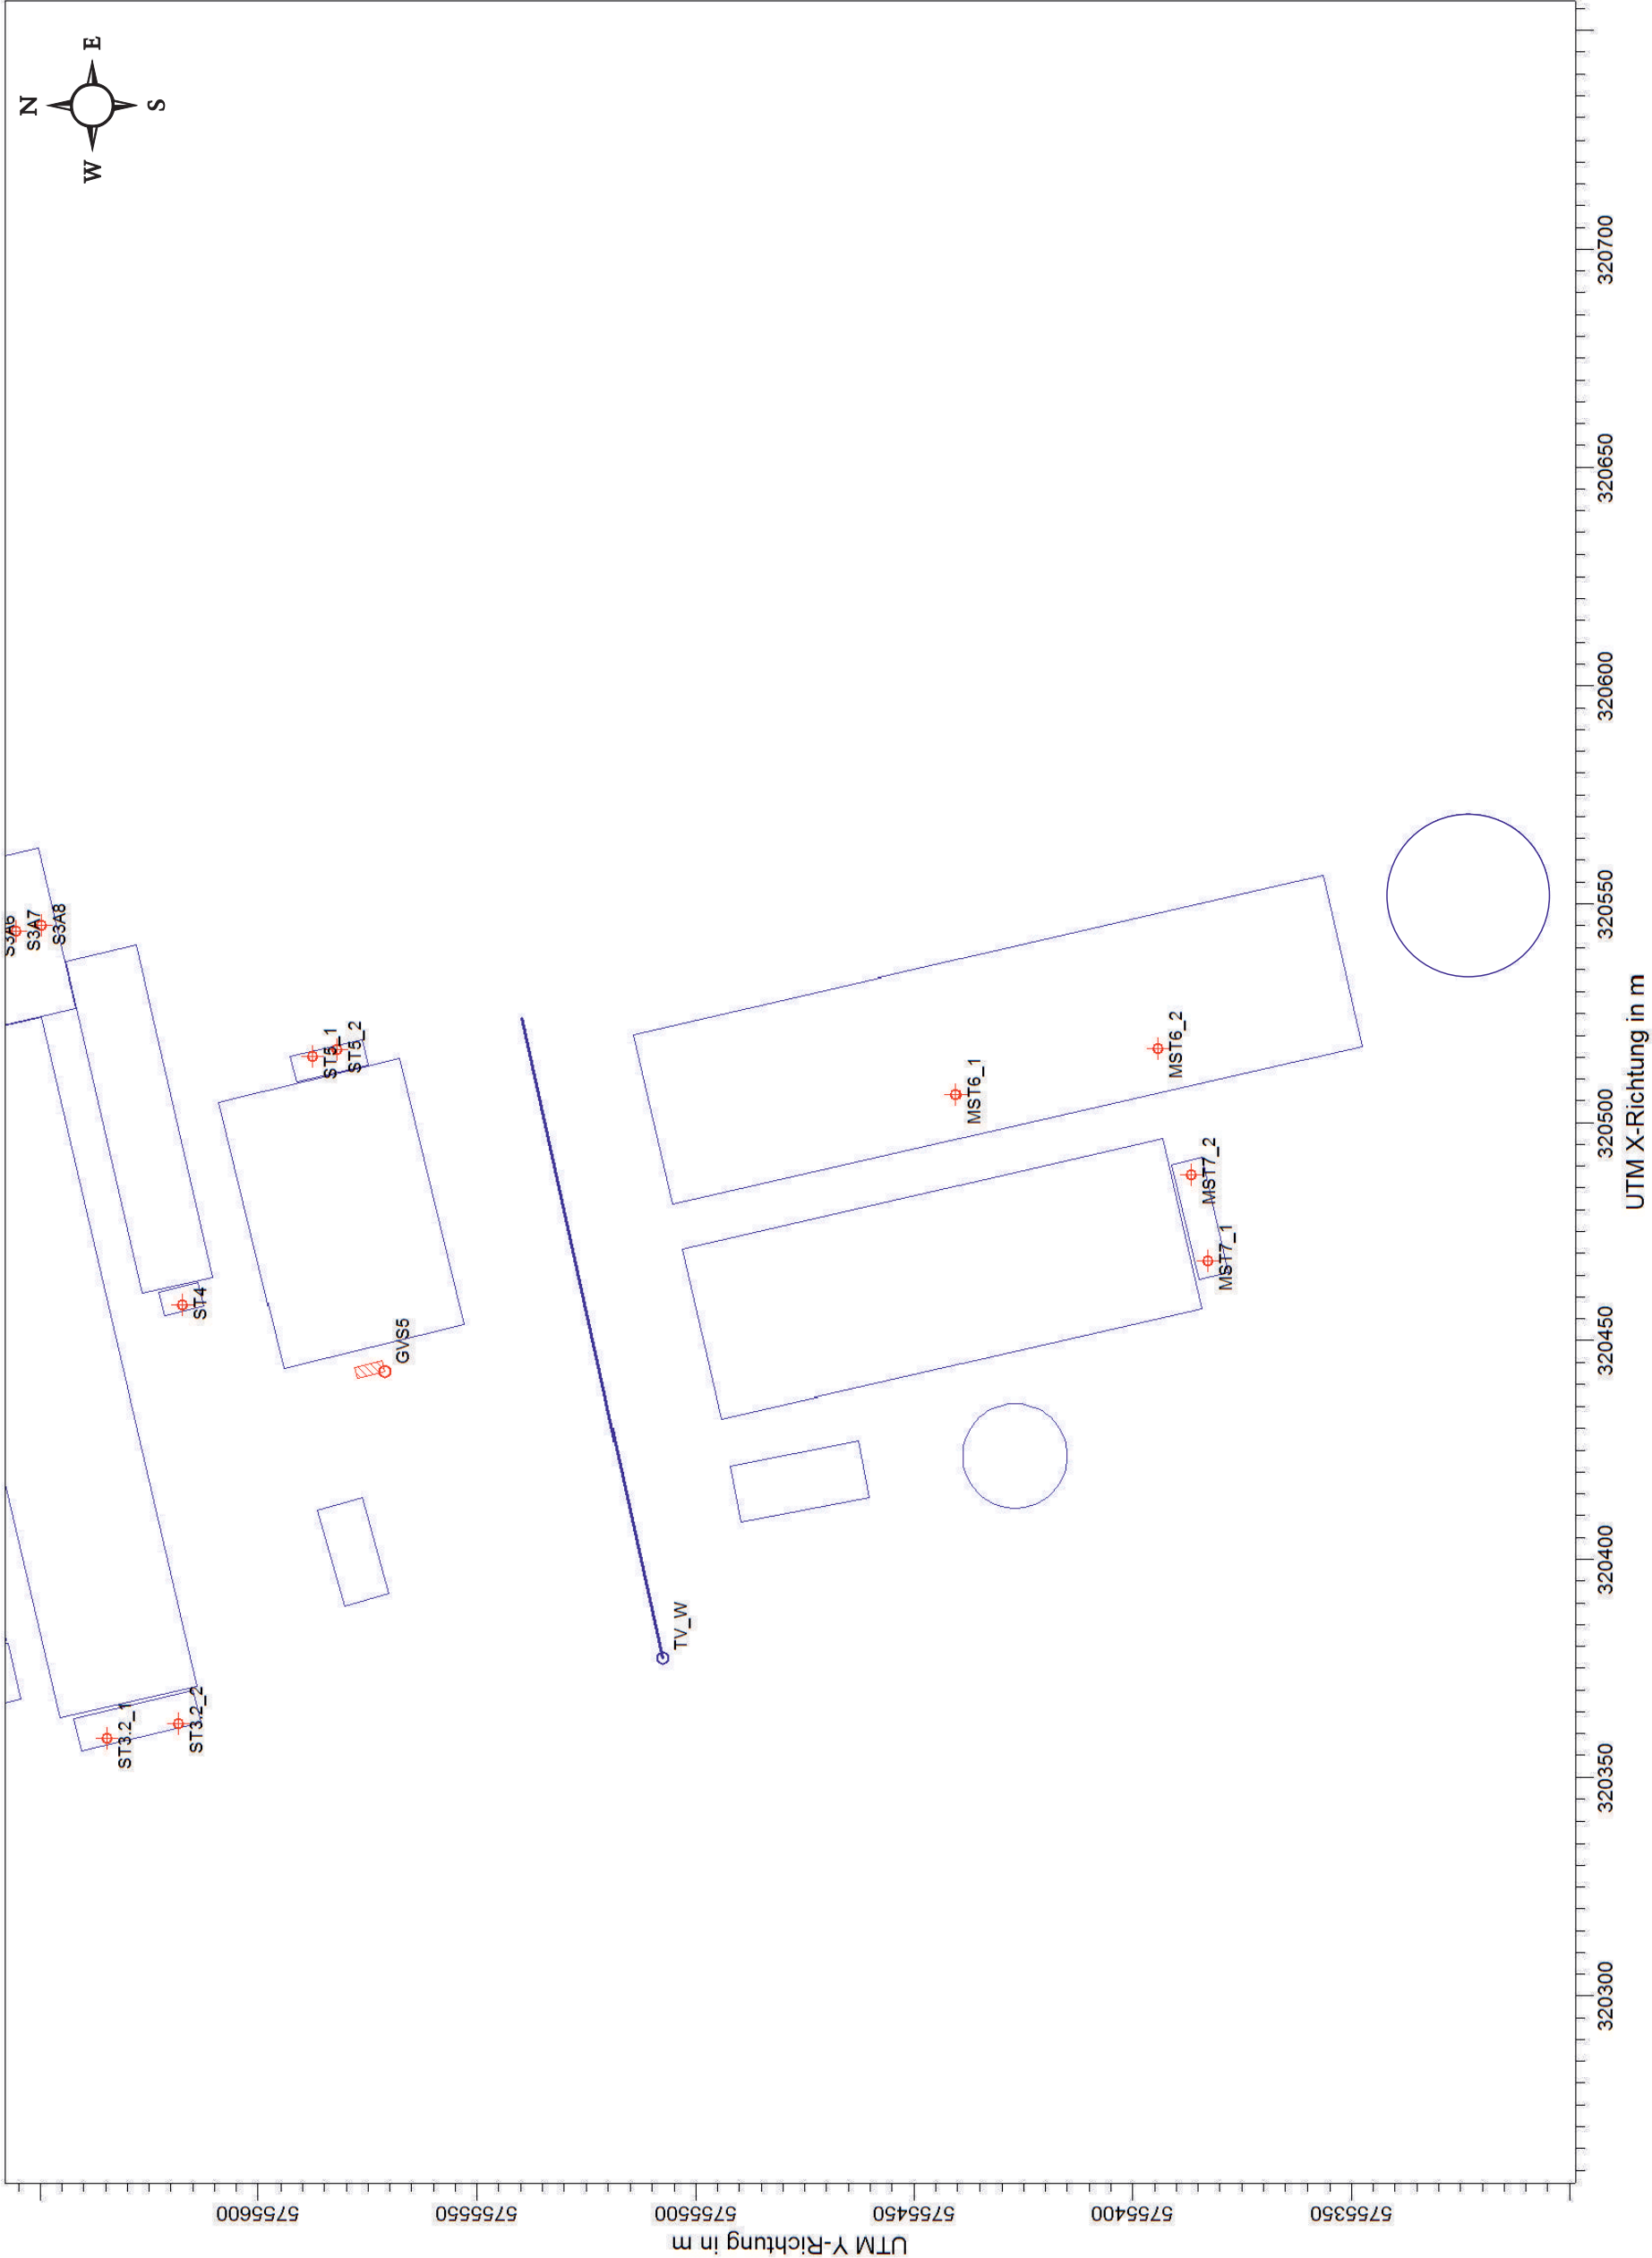 N
W
E
S
S3A6
S3A7
S3A8
ST5_1
ST5_2
ST4
GVS5
ST3.2_1
ST3.2_2
TV_W
MST6_1
MST6_2
MST7_2
MST7_1
5755600
5755550
5755500
5755450
5755400
5755350
UTM Y-Richtung in m
320300
320350
320400
320450
320500
320550
320600
320650
320700
UTM X-Richtung in m